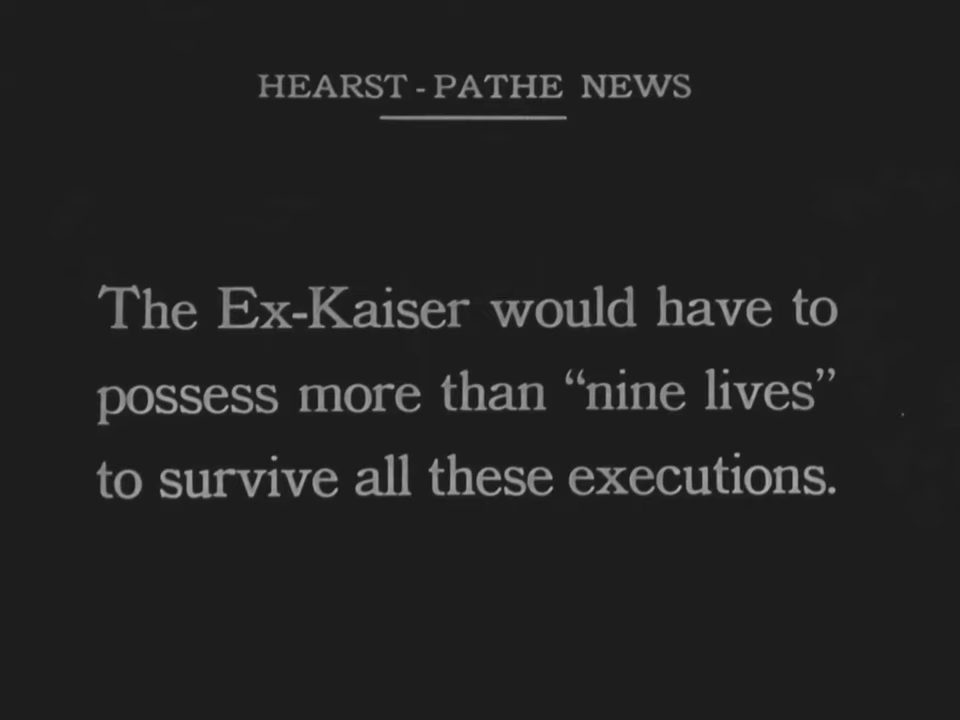 HEARST - PATHE NEWS
The Ex-Kaiser would have to
possess more than “nine lives”
to survive all these executions.